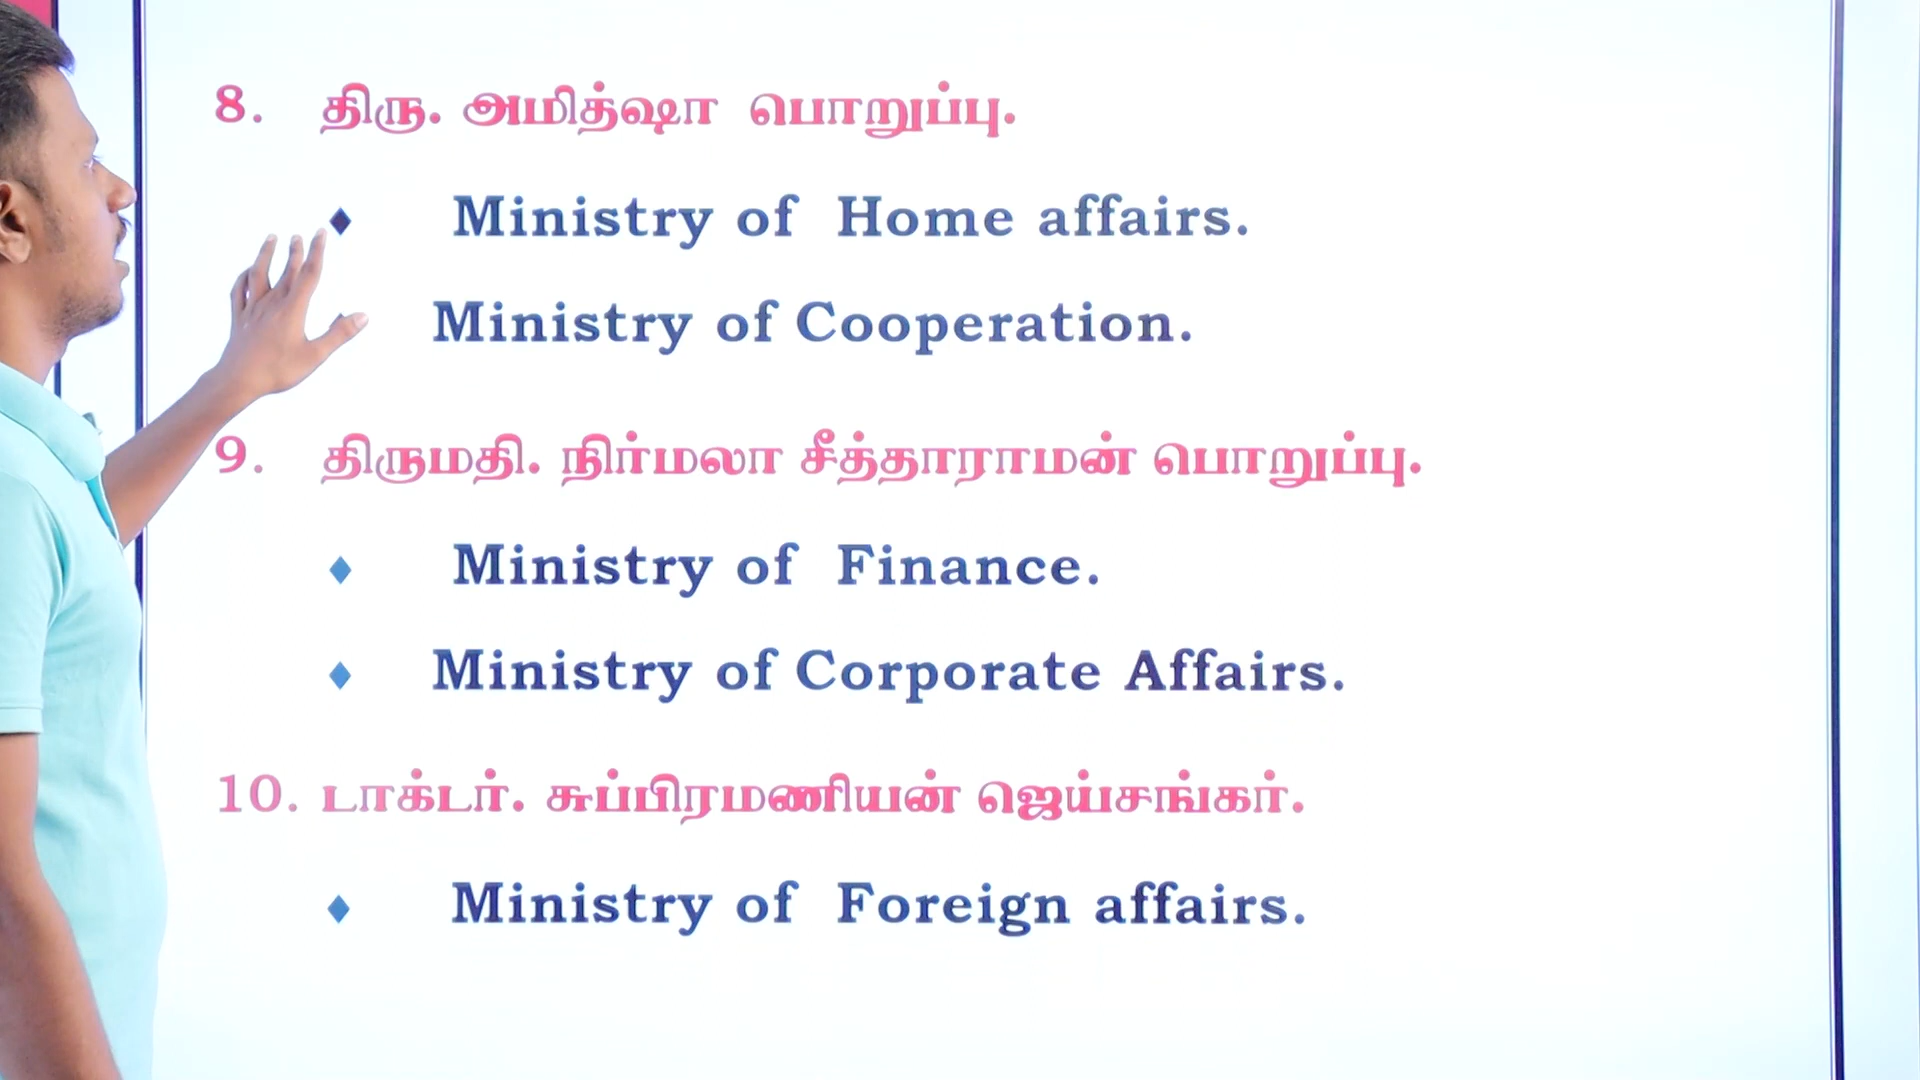 8. திரு. அமித்ஷா பொறுப்பு.
Ministry of Home affairs.
Ministry of Cooperation.
9. திருமதி. நிர்மலா சீத்தாராமன் பொறுப்பு.
Ministry of Finance.
Ministry of Corporate Affairs.
10. டாக்டர். சுப்பிரமணியன் ஜெய்சங்கர்.
Ministry of Foreign affairs.